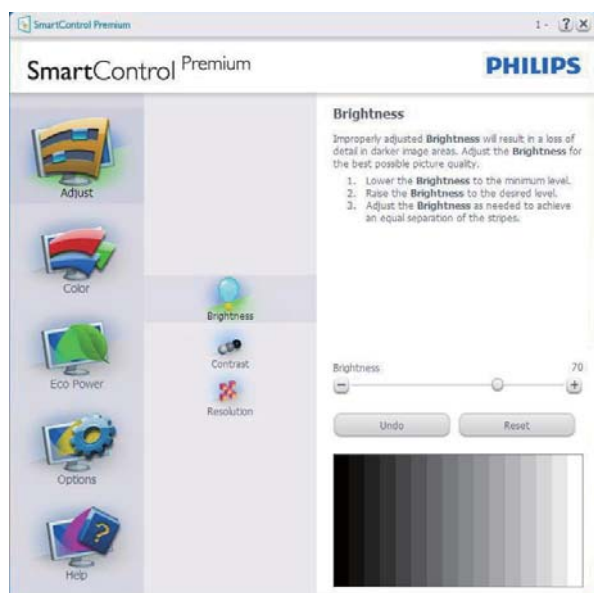 SmartControl Premium
1 - ? X
SmartControl Premium
PHILIPS
Adjust
Color
Eco Power
Options
? 
Help
Brightness
Contrast
Resolution
Brightness
Improperly adjusted Brightness will result in a loss of
detail in darker image areas. Adjust the Brightness for
the best possible picture quality.
1. Lower the Brightness to the minimum level.
2. Raise the Brightness to the desired level.
3. Adjust the Brightness as needed to achieve
an equal separation of the stripes.
Brightness 70
Undo Reset